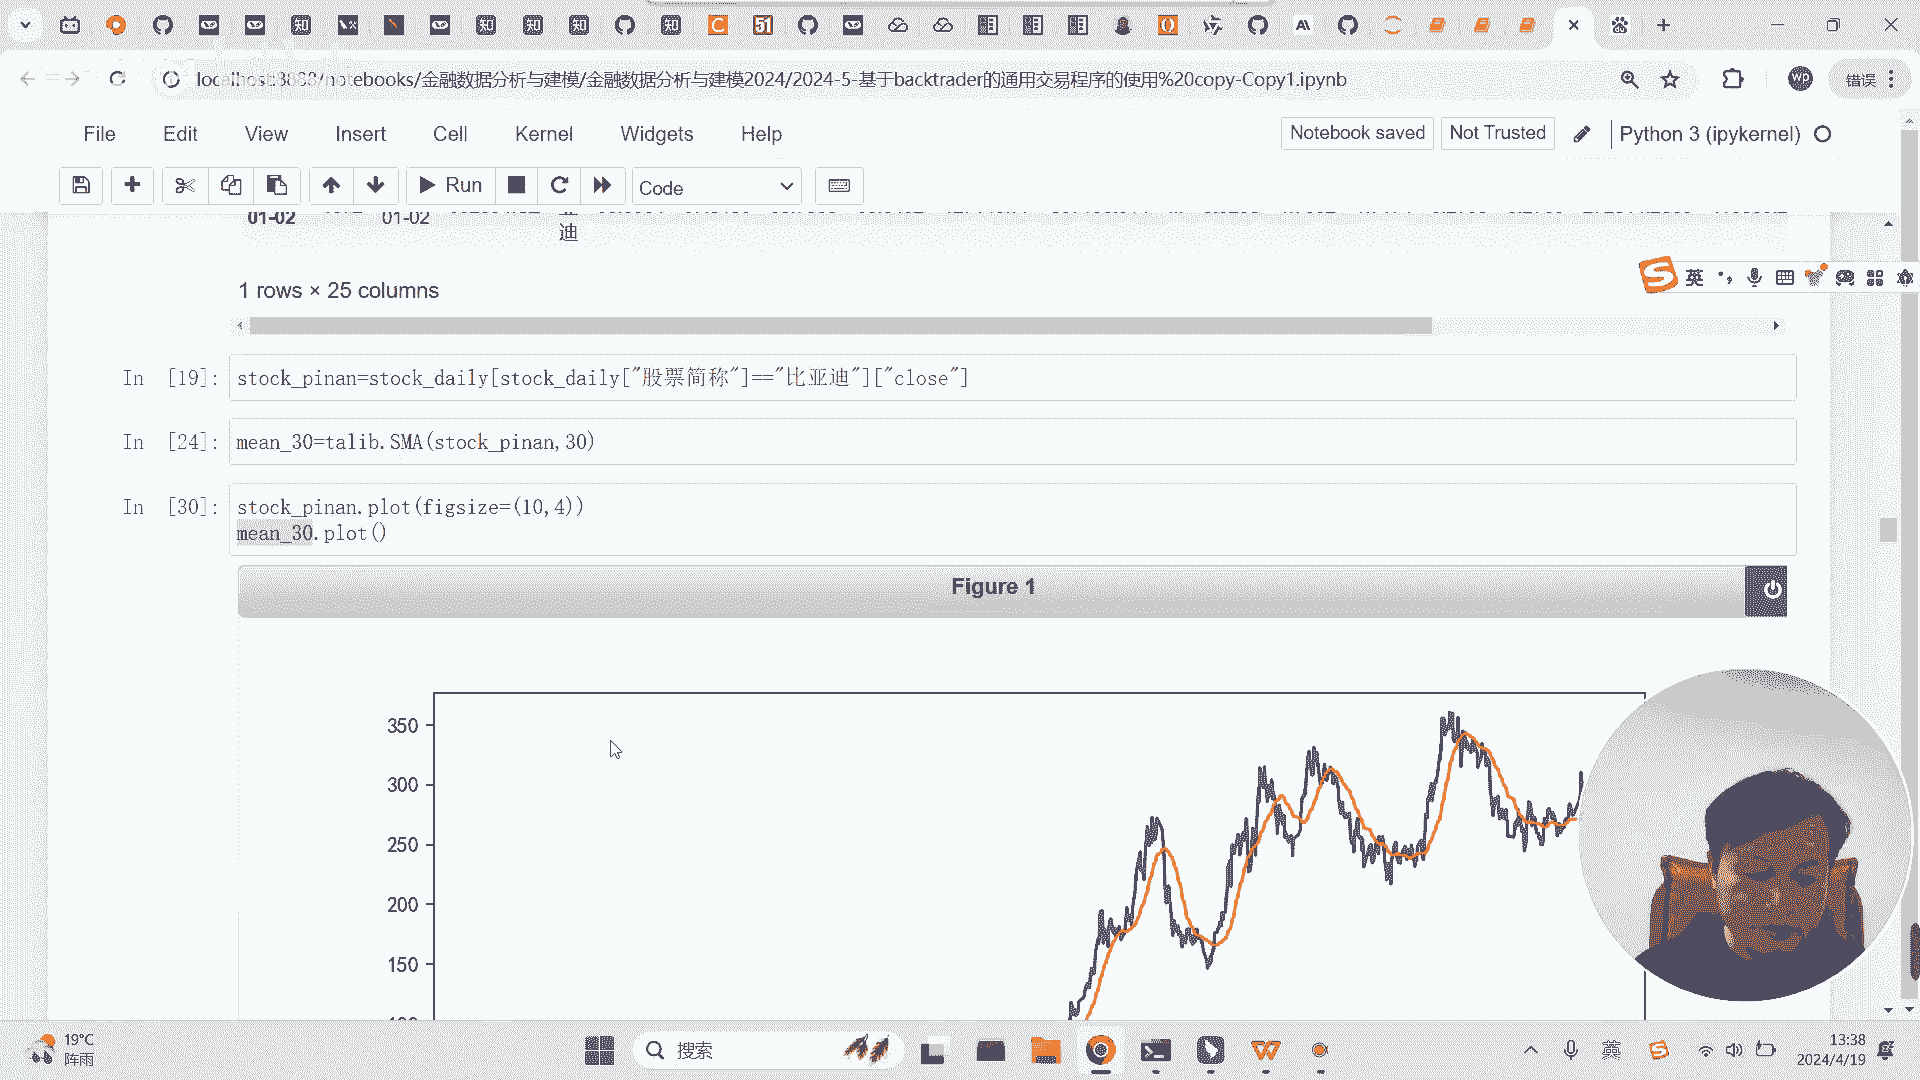 localhost:8888/notebooks/金融数据分析与建模/金融数据分析与建模2024/2024-5-基于backtrader的通用交易程序的使用%20copy-Copy1.ipynb
wp
错误
File Edit View Insert Cell Kernel Widgets Help
Notebook saved
Not Trusted
Python 3 (ipykernel)
Run
Code
01-02
01-02
迪
1 rows × 25 columns
英
In [19]:
stock_pinan=stock_daily[stock_daily["股票简称"]=="比亚迪"]["close"]
In [24]:
mean_30=talib.SMA(stock_pinan,30)
In [30]:
stock_pinan.plot(figsize=(10,4))
mean_30.plot()
Figure 1
350
300
250
200
150
19°C
阵雨
搜索
英
13:38
2024/4/19